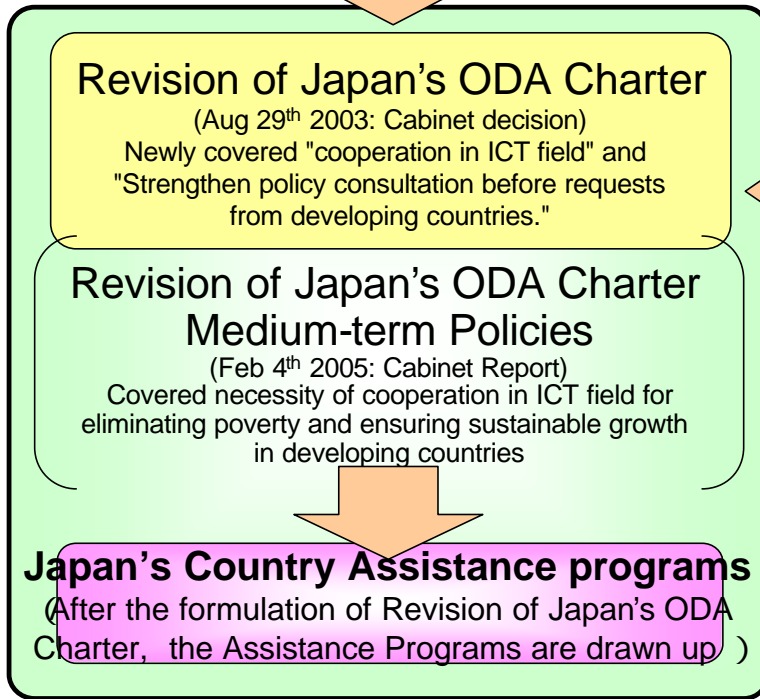 Revision of Japan's ODA Charter
(Aug 29th 2003: Cabinet decision)
Newly covered "cooperation in ICT field" and
"Strengthen policy consultation before requests
from developing countries."
Revision of Japan's ODA Charter
Medium-term Policies
(Feb 4th 2005: Cabinet Report)
Covered necessity of cooperation in ICT field for
eliminating poverty and ensuring sustainable growth
in developing countries
Japan's Country Assistance programs
(After the formulation of Revision of Japan's ODA
Charter, the Assistance Programs are drawn up )